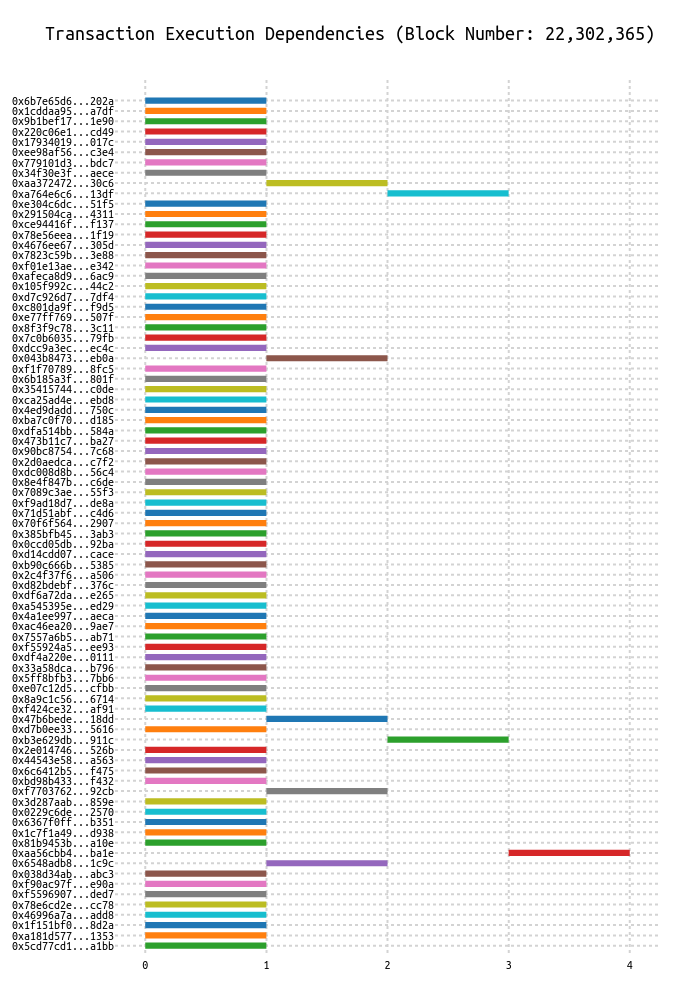 Transaction Execution Dependencies (Block Number: 22,302,365)
0x6b7e65d6...202a
0x1cddaa95...a7df
0x9b1bef17...1e90
0x220c06e1...cd49
0x17934019...017c
0xee98af56...c3e4
0x779101d3...bdc7
0x34f30e3f...aece
0xaa372472...30c6
0xa764e6c6...13df
0xe304c6dc...51f5
0x291504ca...4311
0xce94416f...f137
0x78e56eea...1f19
0x4676ee67...305d
0x7823c59b...3e88
0xf01e13ae...e342
0xafeca8d9...6ac9
0x105f992c...44c2
0xd7c926d7...7df4
0xc801da9f...f9d5
0xe77ff769...507f
0x8f3f9c78...3c11
0x7c0b6035...79fb
0xdcc9a3ec...ec4c
0x043b8473...eb0a
0xf1f70789...8fc5
0x6b185a3f...801f
0x35415744...c0de
0xca25ad4e...ebd8
0x4ed9dadd...750c
0xba7c0f70...d185
0xdfa514bb...584a
0x473b11c7...ba27
0x90bc8754...7c68
0x2d0aedca...c7f2
0xdc008d8b...56c4
0x8e4f847b...c6de
0x7089c3ae...55f3
0xf9ad18d7...de8a
0x71d51abf...c4d6
0x70f6f564...2907
0x385bfb45...3ab3
0x0ccd05db...92ba
0xd14cdd07...cace
0xb90c666b...5385
0x2c4f37f6...a506
0xd82bdebf...376c
0xdf6a72da...e265
0xa545395e...ed29
0x4a1ee997...aeca
0xac46ea20...9ae7
0x7557a6b5...ab71
0xf55924a5...ee93
0xdf4a220e...0111
0x33a58dca...b796
0x5ff8bfb3...7bb6
0xe07c12d5...cfbb
0x8a9c1c56...6714
0xf424ce32...af91
0x47b6bede...18dd
0xd7b0ee33...5616
0xb3e629db...911c
0x2e014746...526b
0x44543e58...a563
0x6c6412b5...f475
0xbd98b433...f432
0xf7703762...92cb
0x3d287aab...859e
0x0229c6de...2570
0x6367f0ff...b351
0x1c7f1a49...d938
0x81b9453b...a10e
0xaa56cbb4...ba1e
0x6548adb8...1c9c
0x038d34ab...abc3
0xf90ac97f...e90a
0xf5596907...ded7
0x78e6cd2e...cc78
0x46996a7a...add8
0x1f151bf0...8d2a
0xa181d577...1353
0x5cd77cd1...a1bb
0 1 2 3 4